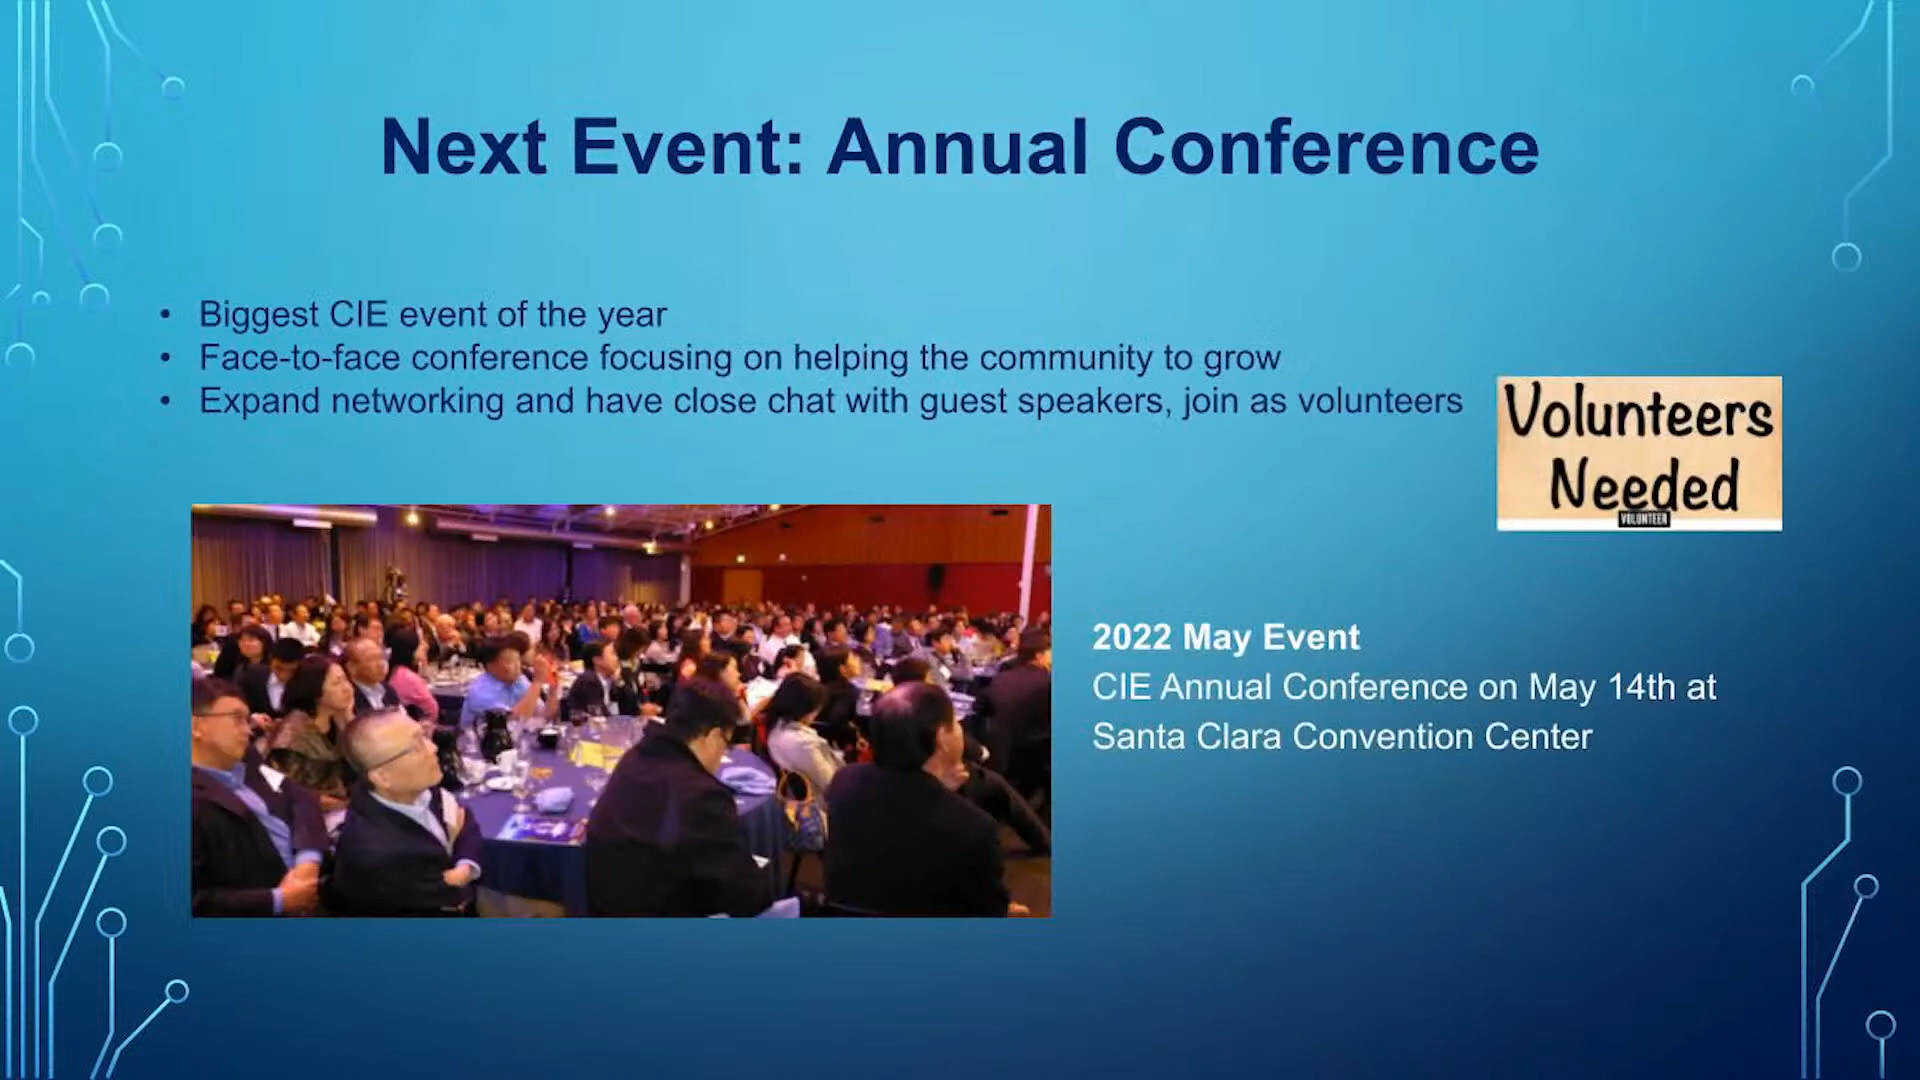 Next Event: Annual Conference
• Biggest CIE event of the year
• Face-to-face conference focusing on helping the community to grow
• Expand networking and have close chat with guest speakers, join as volunteers
Volunteers
Needed
VOLUNTEER
2022 May Event
CIE Annual Conference on May 14th at
Santa Clara Convention Center